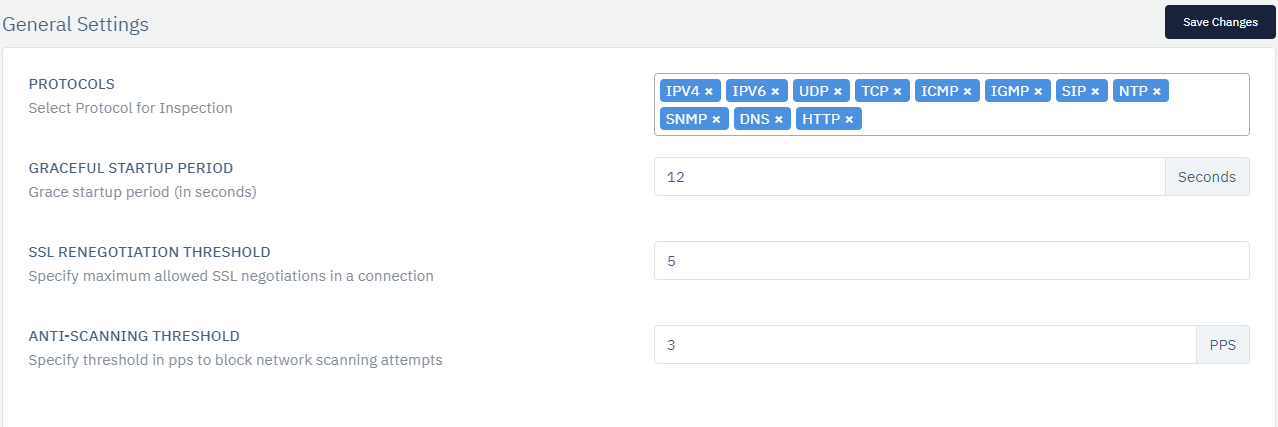 General Settings
Save Changes
PROTOCOLS
Select Protocol for Inspection
IPV4 × IPV6 × UDP × TCP × ICMP × IGMP × SIP × NTP ×
SNMP × DNS × HTTP ×
GRACEFUL STARTUP PERIOD
Grace startup period (in seconds)
12 Seconds
SSL RENEGOTIATION THRESHOLD
Specify maximum allowed SSL negotiations in a connection
5
ANTI-SCANNING THRESHOLD
Specify threshold in pps to block network scanning attempts
3 PPS